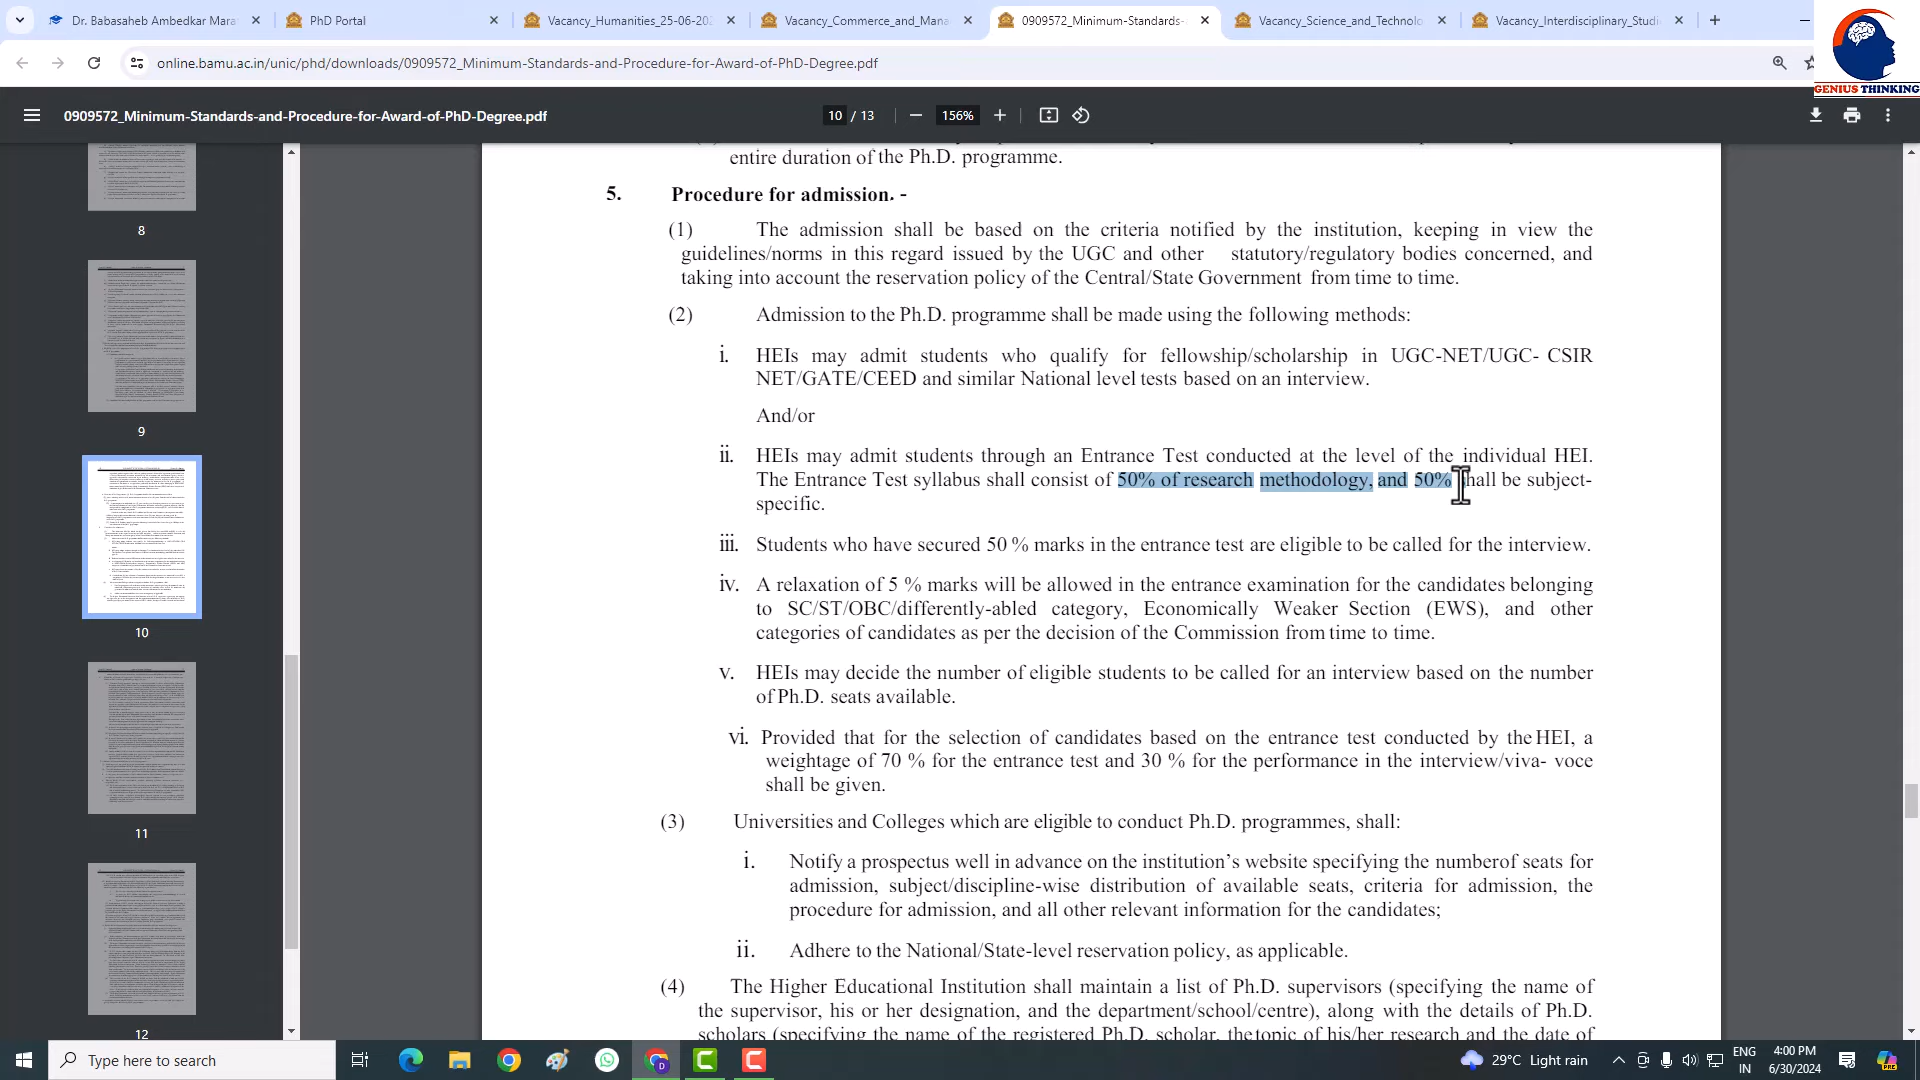 Dr. Babasaheb Ambedkar Mara
PhD Portal
Vacancy_Humanities_25-06-202
Vacancy_Commerce_and_Mana
0909572_Minimum-Standards-
Vacancy_Science_and_Technolo
Vacancy_Interdisciplinary_Studi
online.bamu.ac.in/unic/phd/downloads/0909572_Minimum-Standards-and-Procedure-for-Award-of-PhD-Degree.pdf
GENIUS THINKING
0909572_Minimum-Standards-and-Procedure-for-Award-of-PhD-Degree.pdf
10 / 13
156%
8
9
10
11
12
entire duration of the Ph.D. programme.
5. Procedure for admission. -
(1) The admission shall be based on the criteria notified by the institution, keeping in view the
guidelines/norms in this regard issued by the UGC and other statutory/regulatory bodies concerned, and
taking into account the reservation policy of the Central/State Government from time to time.
(2) Admission to the Ph.D. programme shall be made using the following methods:
i. HEIs may admit students who qualify for fellowship/scholarship in UGC-NET/UGC- CSIR
NET/GATE/CEED and similar National level tests based on an interview.
And/or
ii. HEIs may admit students through an Entrance Test conducted at the level of the individual HEI.
The Entrance Test syllabus shall consist of 50% of research methodology, and 50% shall be subject-
specific.
iii. Students who have secured 50 % marks in the entrance test are eligible to be called for the interview.
iv. A relaxation of 5 % marks will be allowed in the entrance examination for the candidates belonging
to SC/ST/OBC/differently-abled category, Economically Weaker Section (EWS), and other
categories of candidates as per the decision of the Commission from time to time.
v. HEIs may decide the number of eligible students to be called for an interview based on the number
of Ph.D. seats available.
vi. Provided that for the selection of candidates based on the entrance test conducted by the HEI, a
weightage of 70 % for the entrance test and 30 % for the performance in the interview/viva- voce
shall be given.
(3) Universities and Colleges which are eligible to conduct Ph.D. programmes, shall:
i. Notify a prospectus well in advance on the institution’s website specifying the numberof seats for
admission, subject/discipline-wise distribution of available seats, criteria for admission, the
procedure for admission, and all other relevant information for the candidates;
ii. Adhere to the National/State-level reservation policy, as applicable.
(4) The Higher Educational Institution shall maintain a list of Ph.D. supervisors (specifying the name of
the supervisor, his or her designation, and the department/school/centre), along with the details of Ph.D.
scholars (specifying the name of the registered Ph.D. scholar, thetopic of his/her research and the date of
Type here to search
29°C Light rain
ENG
IN
4:00 PM
6/30/2024